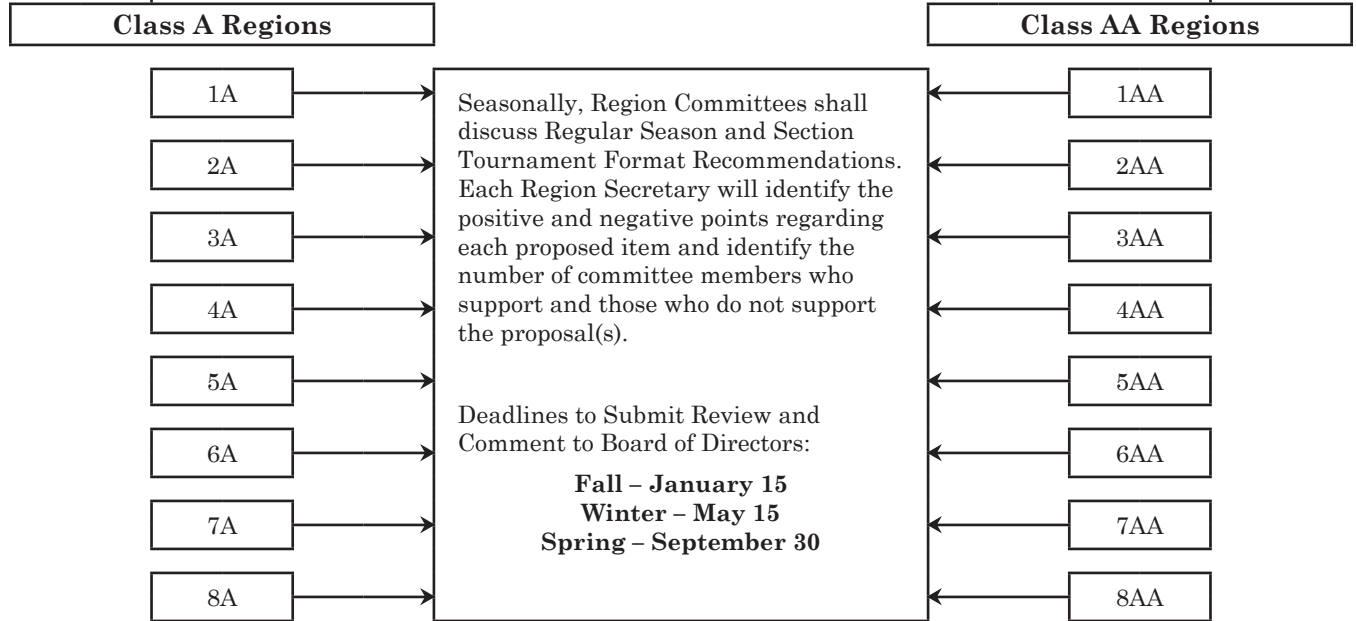 Class A Regions
Class AA Regions
1A
2A
3A
4A
5A
6A
7A
8A
Seasonally, Region Committees shall
discuss Regular Season and Section
Tournament Format Recommendations.
Each Region Secretary will identify the
positive and negative points regarding
each proposed item and identify the
number of committee members who
support and those who do not support
the proposal(s).
Deadlines to Submit Review and
Comment to Board of Directors:
Fall – January 15
Winter – May 15
Spring – September 30
1AA
2AA
3AA
4AA
5AA
6AA
7AA
8AA